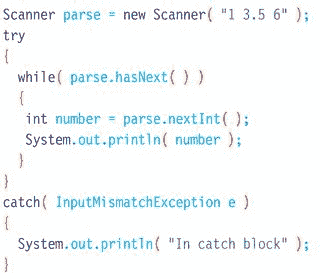 Scanner parse = new Scanner( "1 3.5 6" );
try
{
while( parse.hasNext( ) )
{
int number = parse.nextInt( );
System.out.println( number );
}
}
catch( InputMismatchException e )
{
System.out.println( "In catch block" );
}